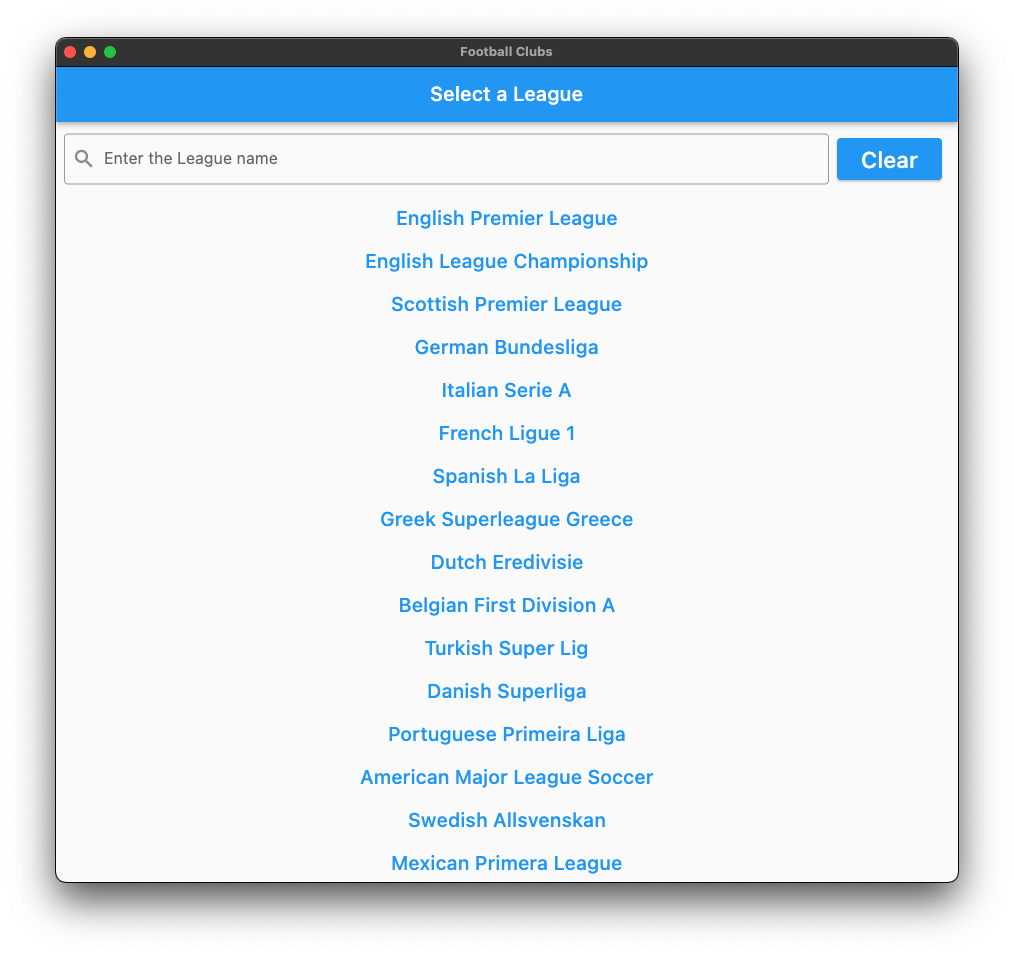 Football Clubs
Select a League
Enter the League name
Clear
English Premier League
English League Championship
Scottish Premier League
German Bundesliga
Italian Serie A
French Ligue 1
Spanish La Liga
Greek Superleague Greece
Dutch Eredivisie
Belgian First Division A
Turkish Super Lig
Danish Superliga
Portuguese Primeira Liga
American Major League Soccer
Swedish Allsvenskan
Mexican Primera League